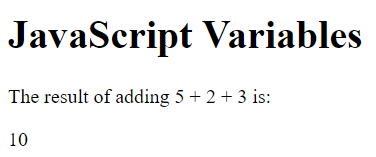 JavaScript Variables
The result of adding 5 + 2 + 3 is:
10